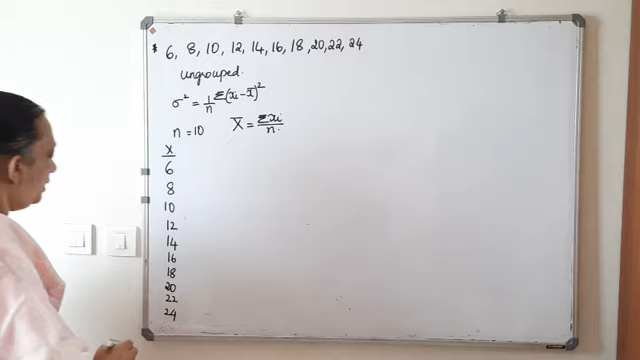 * 6, 8, 10, 12, 14, 16, 18, 20, 22, 24
ungrouped.
σ² = 1/n Σ(xi - x̄)²
n = 10 X̄ = Σxi/n.
X
6
8
10
12
14
16
18
20
22
24